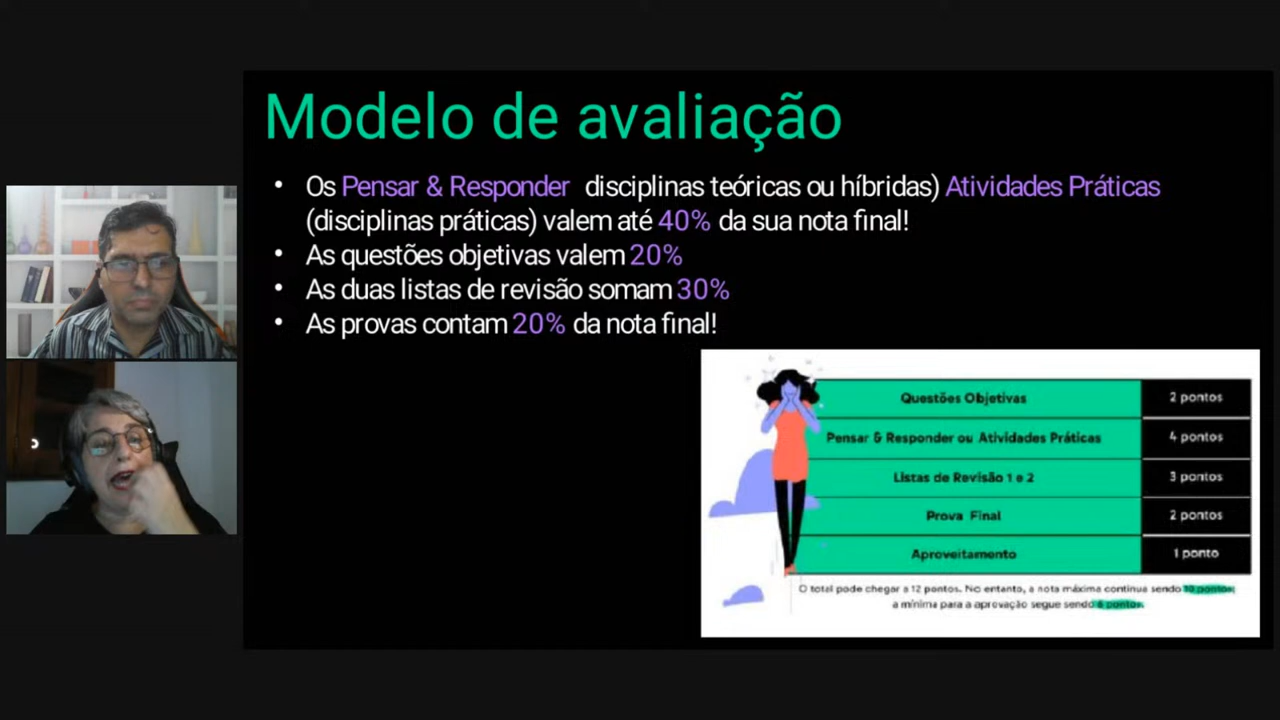 Modelo de avaliação
• Os Pensar & Responder disciplinas teóricas ou híbridas) Atividades Práticas
(disciplinas práticas) valem até 40% da sua nota final!
• As questões objetivas valem 20%
• As duas listas de revisão somam 30%
• As provas contam 20% da nota final!
Questões Objetivas 2 pontos
Pensar & Responder ou Atividades Práticas 4 pontos
Listas de Revisão 1 e 2 3 pontos
Prova Final 2 pontos
Aproveitamento 1 ponto
O total pode chegar a 12 pontos. No entanto, a nota máxima continua sendo 10 pontos;
a mínima para a aprovação segue sendo 6 pontos.